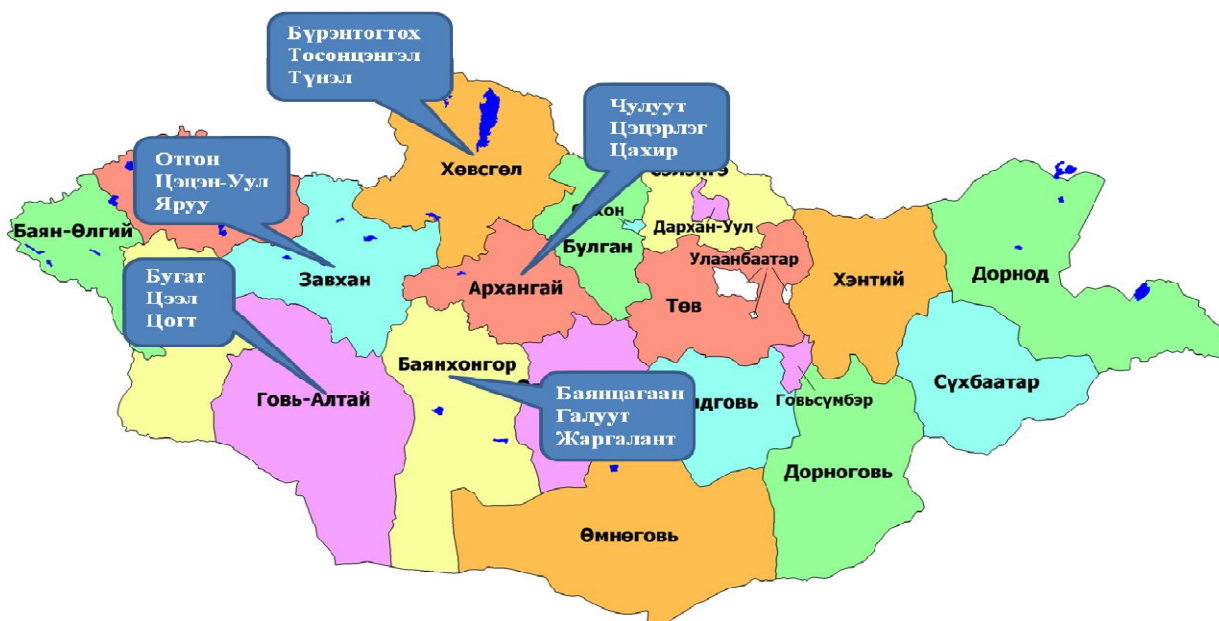 Бүрэнтогтох
Тосонцэнгэл
Түнэл
Чулуут
Цэцэрлэг
Цахир
Отгон
Цэцэн-Уул
Яруу
Хөвсгөл
Баян-Өлгий
Дархан-Уул
Булган
Улаанбаатар
Бугат
Цээл
Цогт
Завхан
Архангай
Төв
Хэнтий
Дорнод
Баянхонгор
Говь-Алтай
Баянцагаан
Галуут
Жаргалант
Говьсүмбэр
Сүхбаатар
Дорноговь
Өмнөговь